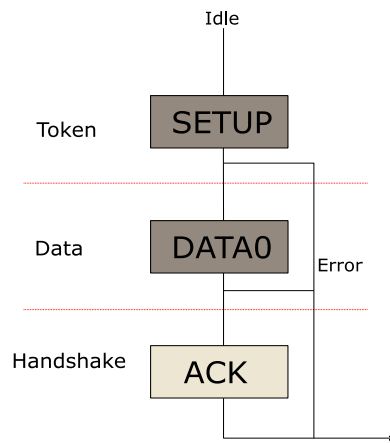 Idle
Token
SETUP
Data
DATA0
Error
Handshake
ACK